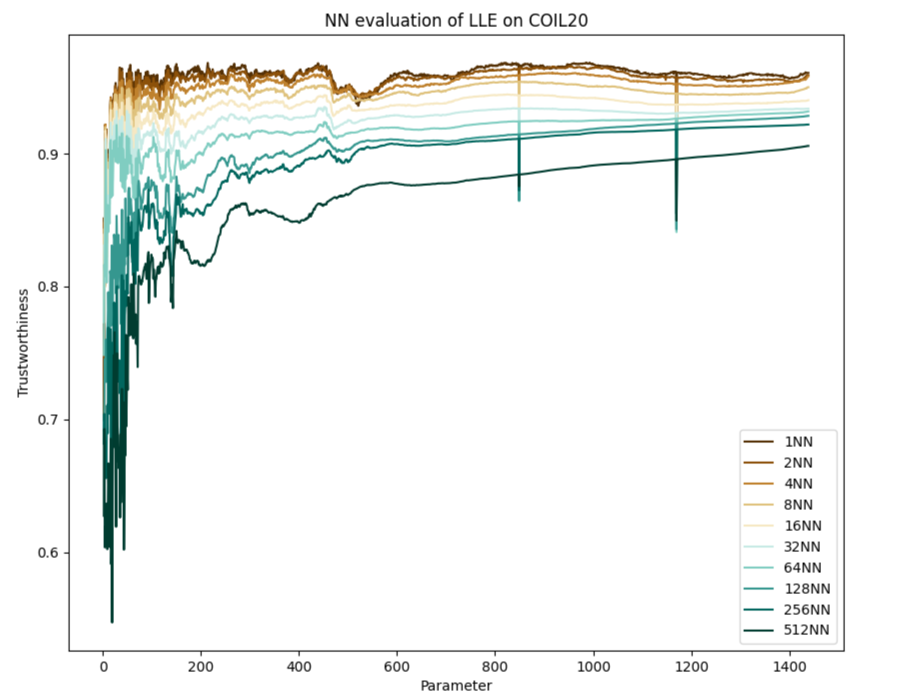 NN evaluation of LLE on COIL20
Trustworthiness
0.9
0.8
0.7
0.6
0
200
400
600
800
1000
1200
1400
Parameter
1NN
2NN
4NN
8NN
16NN
32NN
64NN
128NN
256NN
512NN